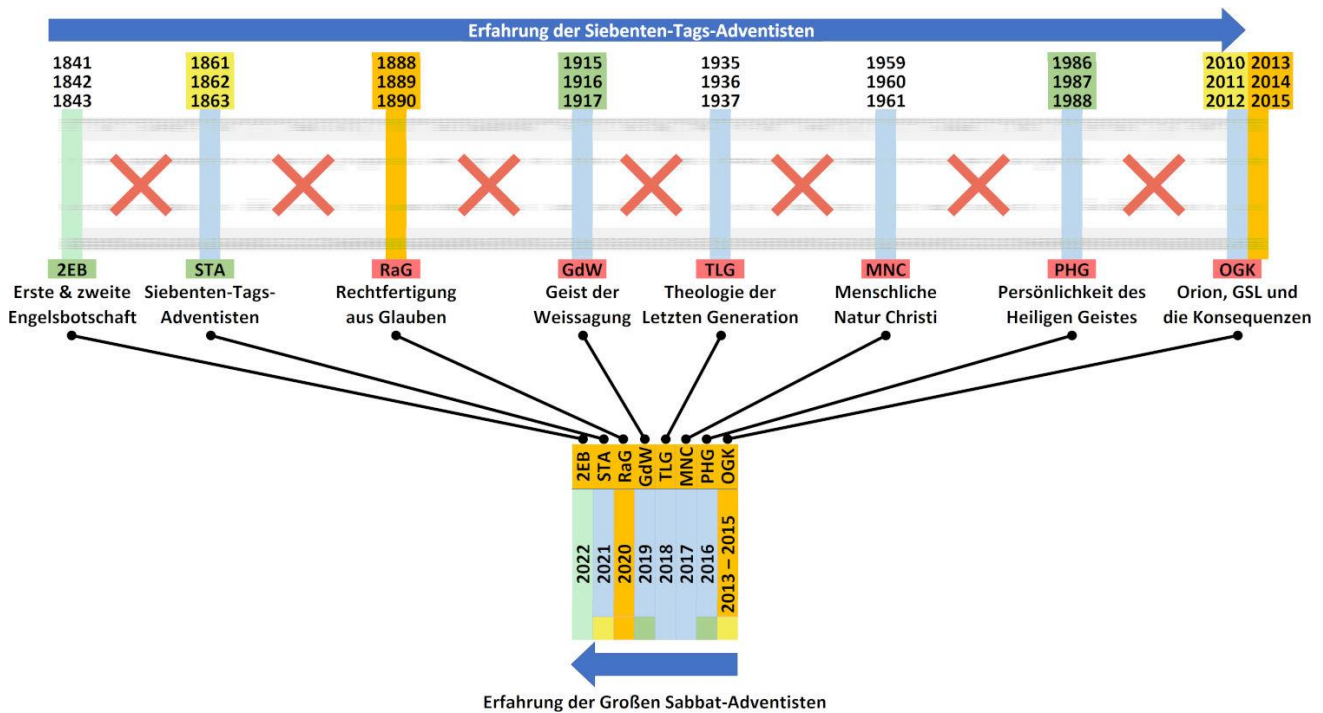 Erfahrung der Siebenten-Tags-Adventisten
1841 1861 1888 1915 1935 1959 1986 2010 2013
1842 1862 1889 1916 1936 1960 1987 2011 2014
1843 1863 1890 1917 1937 1961 1988 2012 2015
2EB STA RaG GdW TLG MNC PHG OGK
Erste & zweite Siebenten-Tags- Rechtfertigung Geist der Theologie der Menschliche Persönlichkeit des Orion, GSL und
Engelsbotschaft Adventisten aus Glauben Weissagung Letzten Generation Natur Christi Heiligen Geistes die Konsequenzen
2EB STA RaG GdW TLG MNC PHG OGK
2022 2021 2020 2019 2018 2017 2016 2013 – 2015
Erfahrung der Großen Sabbat-Adventisten